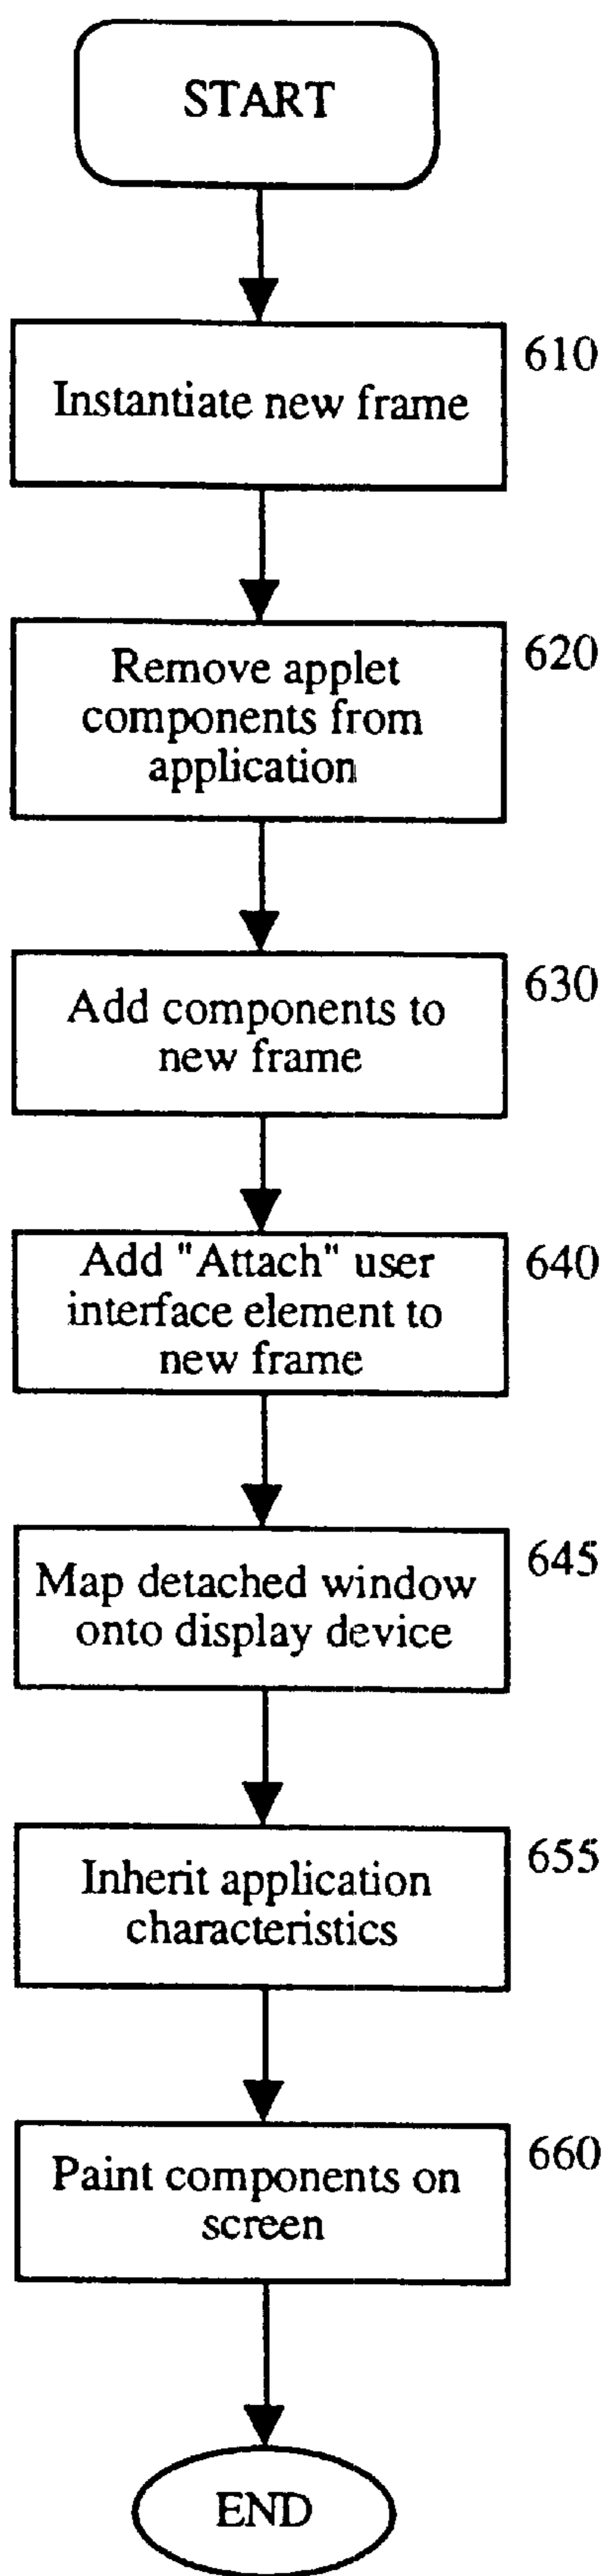 START
610
Instantiate new frame
620
Remove applet
components from
application
630
Add components to
new frame
640
Add "Attach" user
interface element to
new frame
645
Map detached window
onto display device
655
Inherit application
characteristics
660
Paint components on
screen
END